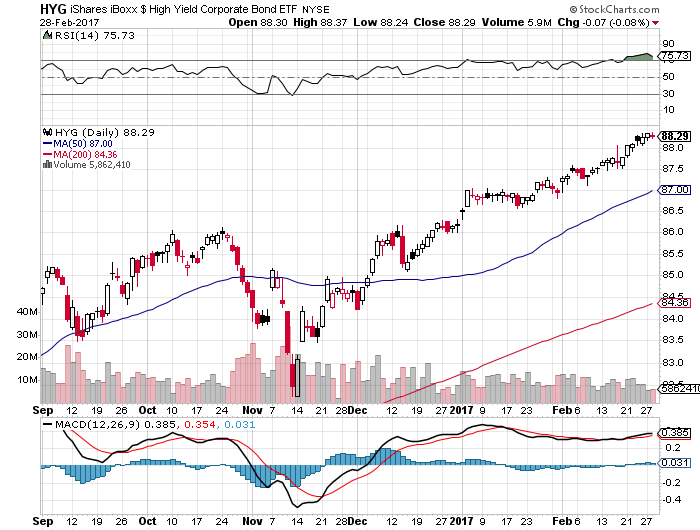 HYG iShares iBoxx $ High Yield Corporate Bond ETF NYSE © StockCharts.com
28-Feb-2017 Open 88.30 High 88.37 Low 88.24 Close 88.29 Volume 5.9M Chg -0.07 (-0.08%)
RSI(14) 75.73
90
75.73
70
50
30
10
HYG (Daily) 88.29
MA(50) 87.00
MA(200) 84.36
Volume 5,862,410
88.29
88.0
87.5
87.00
86.5
86.0
85.5
85.0
84.5
84.36
84.0
83.5
83.0
82.5
40M
30M
20M
10M
5862410
Sep 12 19 26 Oct 10 17 24 Nov 7 14 21 28 Dec 12 19 27 2017 9 17 23 Feb 6 13 21 27
MACD(12,26,9) 0.385, 0.354, 0.031
0.385
0.2
0.031
-0.2
-0.4
Sep 12 19 26 Oct 10 17 24 Nov 7 14 21 28 Dec 12 19 27 2017 9 17 23 Feb 6 13 21 27